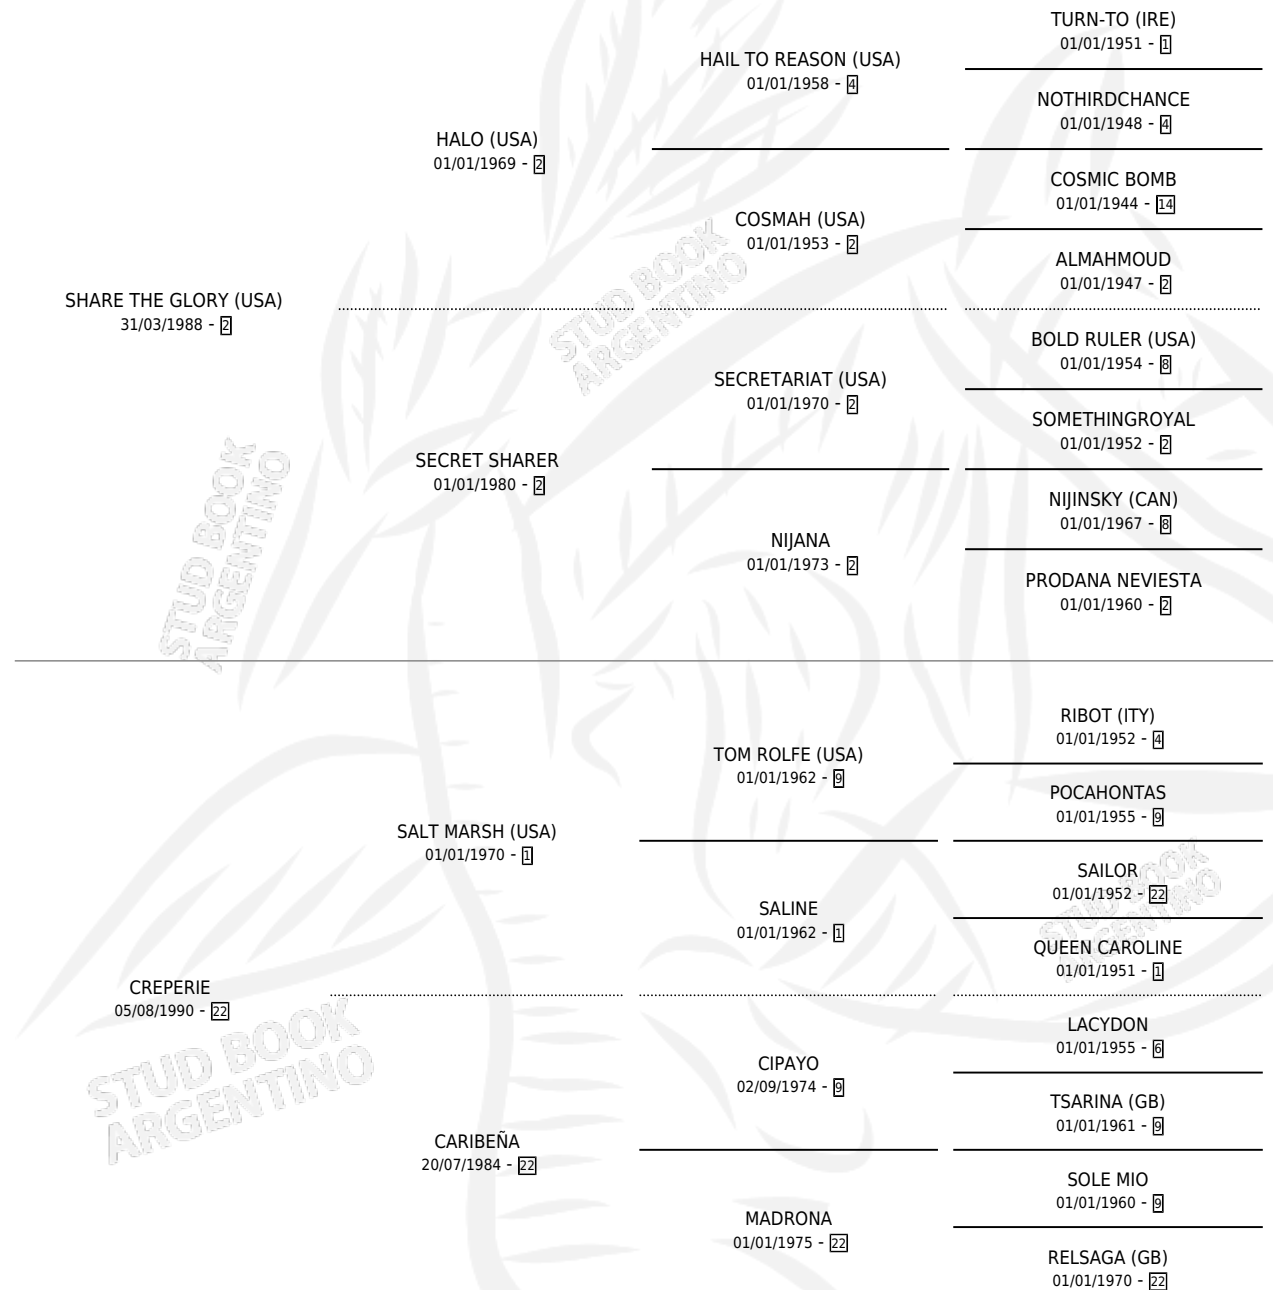 TURN-TO (IRE)
01/01/1951 - 1
HAIL TO REASON (USA)
01/01/1958 - 4
NOTHIRDCHANCE
01/01/1948 - 4
HALO (USA)
01/01/1969 - 2
COSMIC BOMB
01/01/1944 - 14
COSMAH (USA)
01/01/1953 - 2
ALMAHMOUD
01/01/1947 - 2
SHARE THE GLORY (USA)
31/03/1988 - 2
BOLD RULER (USA)
01/01/1954 - 8
SECRETARIAT (USA)
01/01/1970 - 2
SOMETHINGROYAL
01/01/1952 - 2
SECRET SHARER
01/01/1980 - 2
NIJINSKY (CAN)
01/01/1967 - 8
NIJANA
01/01/1973 - 2
PRODANA NEVIESTA
01/01/1960 - 2
RIBOT (ITY)
01/01/1952 - 4
TOM ROLFE (USA)
01/01/1962 - 9
POCAHONTAS
01/01/1955 - 9
SALT MARSH (USA)
01/01/1970 - 1
SAILOR
01/01/1952 - 22
SALINE
01/01/1962 - 1
QUEEN CAROLINE
01/01/1951 - 1
CREPERIE
05/08/1990 - 22
LACYDON
01/01/1955 - 6
CIPAYO
02/09/1974 - 9
TSARINA (GB)
01/01/1961 - 9
CARIBEÑA
20/07/1984 - 22
SOLE MIO
01/01/1960 - 9
MADRONA
01/01/1975 - 22
RELSAGA (GB)
01/01/1970 - 22
STUD BOOK
ARGENTINO
STUD BOOK
ARGENTINO
STUD BOOK
ARGENTINO
STUD BOOK
ARGENTINO